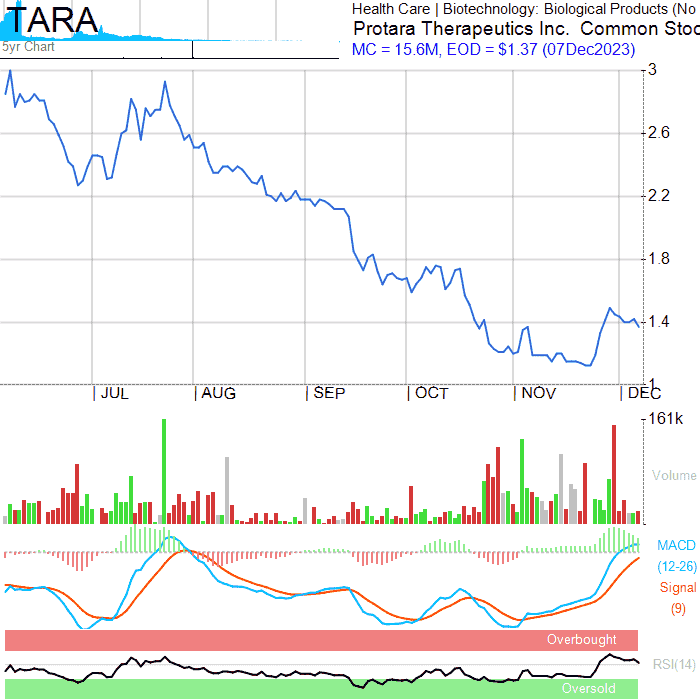 TARA
5yr Chart
Health Care | Biotechnology: Biological Products (No
Protara Therapeutics Inc. Common Stoc
MC = 15.6M, EOD = $1.37 (07Dec2023)
3
2.6
2.2
1.8
1.4
1
JUL AUG SEP OCT NOV DEC
161k
Volume
MACD
(12-26)
Signal
(9)
Overbought
RSI(14)
Oversold